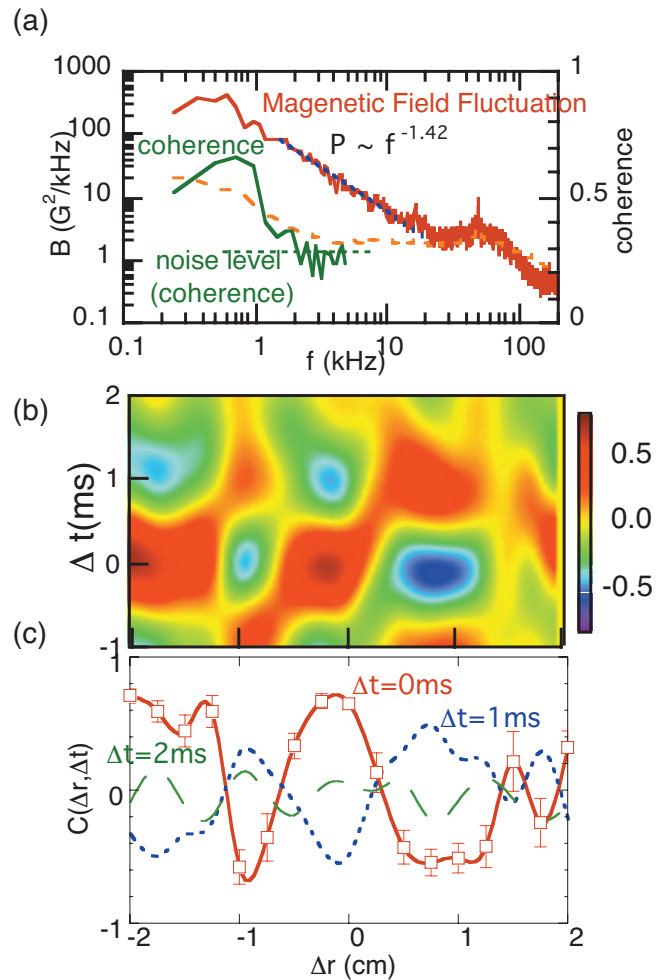 (a)
1000
100
10
1
0.1
B (G²/kHz)
Magenetic Field Fluctuation
P ~ f^-1.42
coherence
noise level
(coherence)
1
0.5
0
coherence
0.1
1
10
100
f (kHz)
(b)
2
1
0
-1
Δ t(ms)
0.5
0.0
-0.5
(c)
1
0
-1
C(Δr,Δt)
Δt=0ms
Δt=1ms
Δt=2ms
-2
-1
0
1
2
Δr (cm)